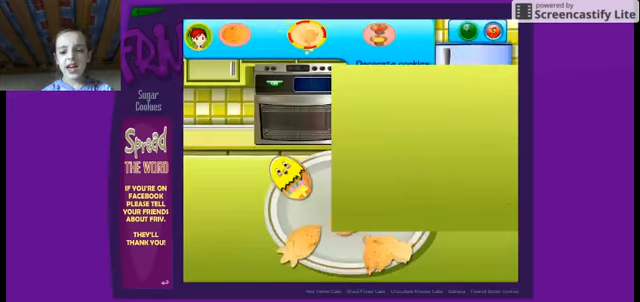 powered by
Screencastify Lite
FRIV
Decorate cookies
Sugar
Cookies
Spread
THE WORD
IF YOU'RE ON
FACEBOOK
PLEASE TELL
YOUR FRIENDS
ABOUT FRIV.
THEY'LL
THANK YOU!